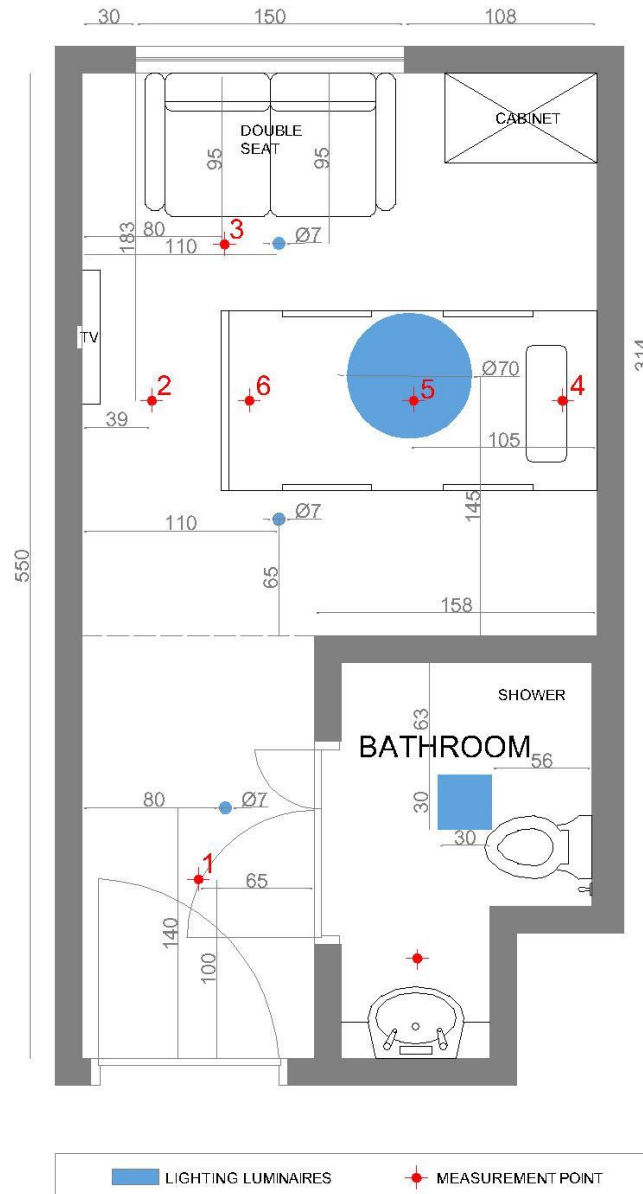 30 150 108
CABINET
DOUBLE
SEAT
95
95
183
80
3
110
Ø7
TV
314
2
6
5
4
Ø70
39
105
110
Ø7
145
65
550
158
SHOWER
63
BATHROOM
56
80
Ø7
30
30
1
65
140
100
LIGHTING LUMINAIRES
MEASUREMENT POINT